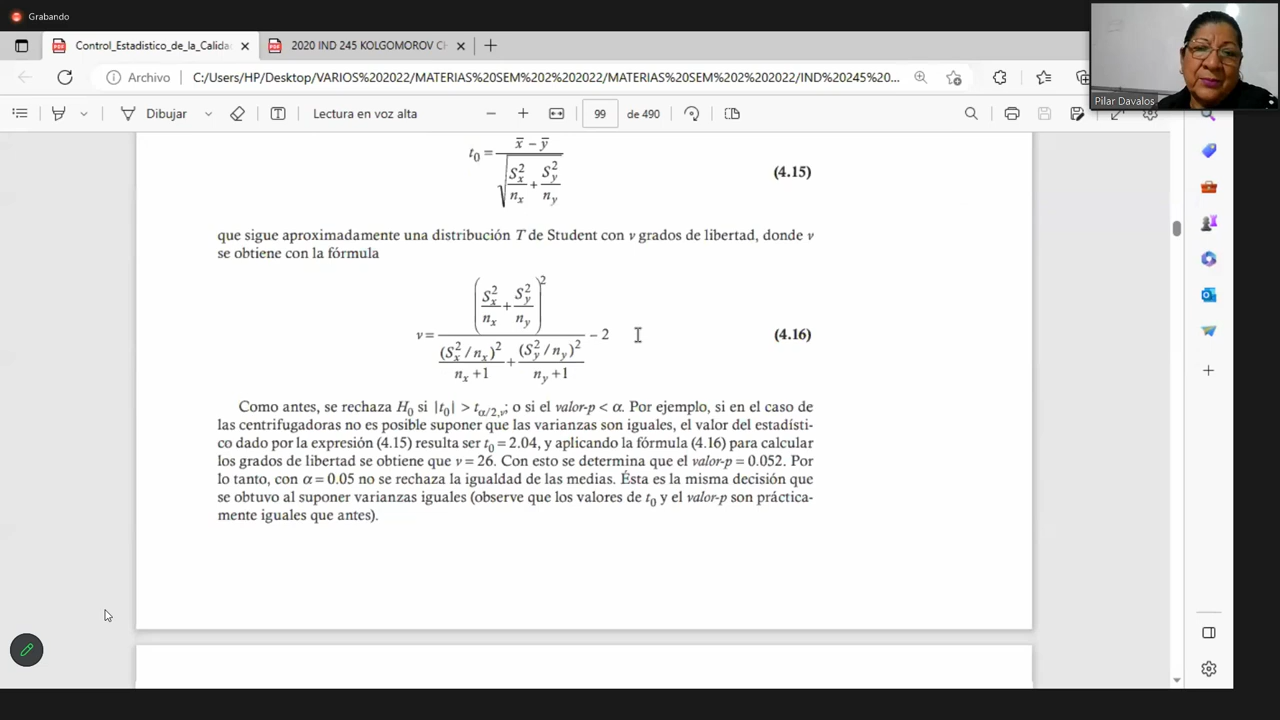 Grabando
Control_Estadistico_de_la_Calida
2020 IND 245 KOLGOMOROV CH
Archivo
C:/Users/HP/Desktop/VARIOS%202022/MATERIAS%20SEM%202%202022/MATERIAS%20SEM%202%202022/IND%20245%20...
Pilar Davalos
Dibujar
Lectura en voz alta
99 de 490
t₀ = (x̄ − ȳ) / √(S²ₓ/nₓ + S²ᵧ/nᵧ) (4.15)
que sigue aproximadamente una distribución T de Student con ν grados de libertad, donde ν
se obtiene con la fórmula
ν = (S²ₓ/nₓ + S²ᵧ/nᵧ)² / ((S²ₓ/nₓ)²/(nₓ+1) + (S²ᵧ/nᵧ)²/(nᵧ+1)) − 2 (4.16)
Como antes, se rechaza H₀ si |t₀| > t_α/2,ν; o si el valor-p < α. Por ejemplo, si en el caso de
las centrifugadoras no es posible suponer que las varianzas son iguales, el valor del estadísti-
co dado por la expresión (4.15) resulta ser t₀ = 2.04, y aplicando la fórmula (4.16) para calcular
los grados de libertad se obtiene que ν = 26. Con esto se determina que el valor-p = 0.052. Por
lo tanto, con α = 0.05 no se rechaza la igualdad de las medias. Ésta es la misma decisión que
se obtuvo al suponer varianzas iguales (observe que los valores de t₀ y el valor-p son práctica-
mente iguales que antes).